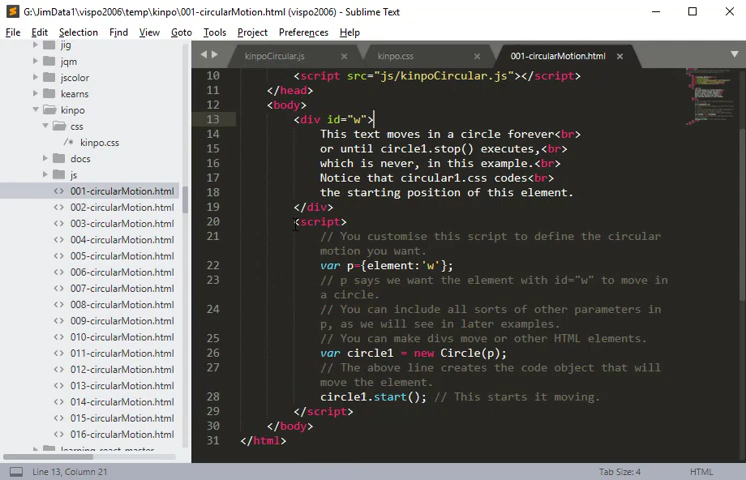 G:\JimData1\vispo2006\temp\kinpo\001-circularMotion.html (vispo2006) - Sublime Text
File Edit Selection Find View Goto Tools Project Preferences Help
jig
jqm
jscolor
kearns
kinpo
css
/* kinpo.css
docs
js
<> 001-circularMotion.html
<> 002-circularMotion.html
<> 003-circularMotion.html
<> 004-circularMotion.html
<> 005-circularMotion.html
<> 006-circularMotion.html
<> 007-circularMotion.html
<> 008-circularMotion.html
<> 009-circularMotion.html
<> 010-circularMotion.html
<> 011-circularMotion.html
<> 012-circularMotion.html
<> 013-circularMotion.html
<> 014-circularMotion.html
<> 015-circularMotion.html
<> 016-circularMotion.html
kinpoCircular.js kinpo.css 001-circularMotion.html
10 <script src="js/kinpoCircular.js"></script>
11 </head>
12 <body>
13 <div id="w">
14 This text moves in a circle forever<br>
15 or until circle1.stop() executes,<br>
16 which is never, in this example.<br>
17 Notice that circular1.css codes<br>
18 the starting position of this element.
19 </div>
20 <script>
21 // You customise this script to define the circular
motion you want.
22 var p={element:'w'};
23 // p says we want the element with id="w" to move in
a circle.
24 // You can include all sorts of other parameters in
p, as we will see in later examples.
25 // You can make divs move or other HTML elements.
26 var circle1 = new Circle(p);
27 // The above line creates the code object that will
move the element.
28 circle1.start(); // This starts it moving.
29 </script>
30 </body>
31 </html>
Line 13, Column 21 Tab Size: 4 HTML